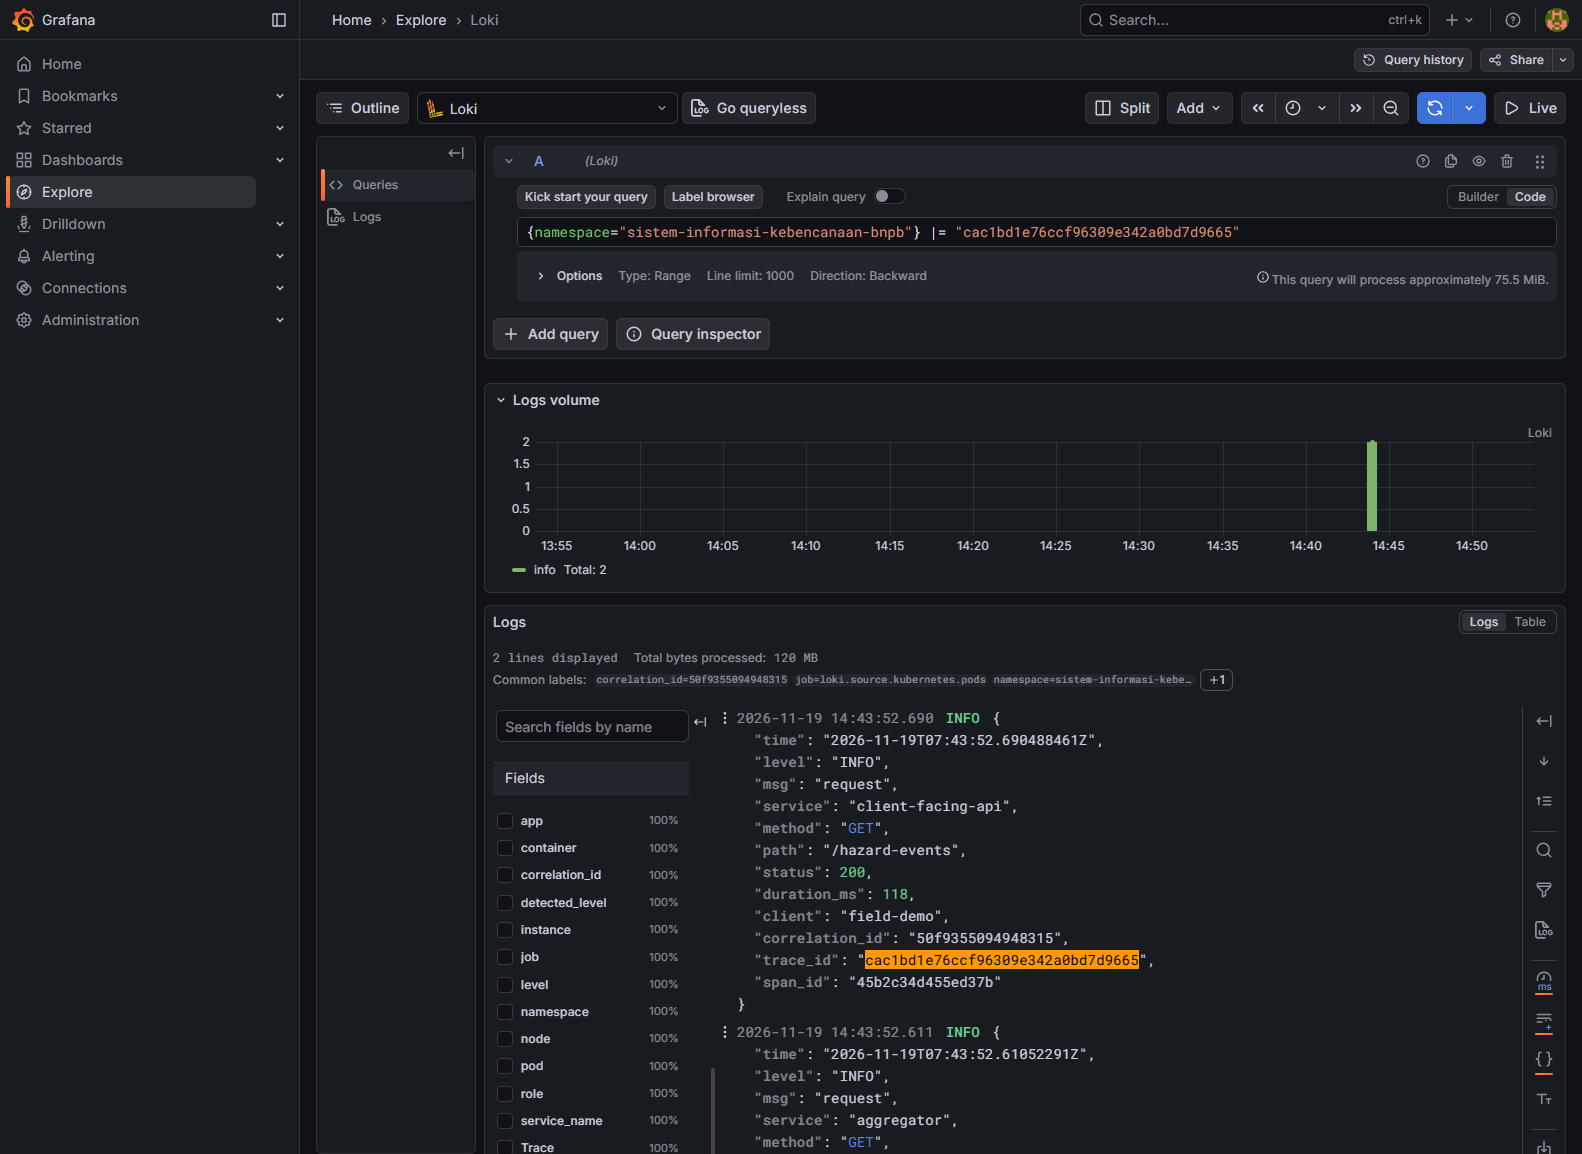 Grafana
Home › Explore › Loki
Search...
ctrl+k
Query history
Share
Home
Bookmarks
Starred
Dashboards
Explore
Drilldown
Alerting
Connections
Administration
Outline
Loki
Go queryless
Split
Add
Live
Queries
Logs
A
(Loki)
Kick start your query
Label browser
Explain query
Builder
Code
{namespace="sistem-informasi-kebencanaan-bnpb"} |= "cac1bd1e76ccf96309e342a0bd7d9665"
Options Type: Range Line limit: 1000 Direction: Backward
This query will process approximately 75.5 MiB.
+ Add query
Query inspector
Logs volume
Loki
2
1.5
1
0.5
0
13:55 14:00 14:05 14:10 14:15 14:20 14:25 14:30 14:35 14:40 14:45 14:50
info Total: 2
Logs
Logs
Table
2 lines displayed Total bytes processed: 120 MB
Common labels: correlation_id=50f9355094948315 job=loki.source.kubernetes.pods namespace=sistem-informasi-kebe… +1
Search fields by name
Fields
app 100%
container 100%
correlation_id 100%
detected_level 100%
instance 100%
job 100%
level 100%
namespace 100%
node 100%
pod 100%
role 100%
service_name 100%
Trace 100%
2026-11-19 14:43:52.690 INFO {
"time": "2026-11-19T07:43:52.690488461Z",
"level": "INFO",
"msg": "request",
"service": "client-facing-api",
"method": "GET",
"path": "/hazard-events",
"status": 200,
"duration_ms": 118,
"client": "field-demo",
"correlation_id": "50f9355094948315",
"trace_id": "cac1bd1e76ccf96309e342a0bd7d9665",
"span_id": "45b2c34d455ed37b"
}
2026-11-19 14:43:52.611 INFO {
"time": "2026-11-19T07:43:52.61052291Z",
"level": "INFO",
"msg": "request",
"service": "aggregator",
"method": "GET",
LOG
ms